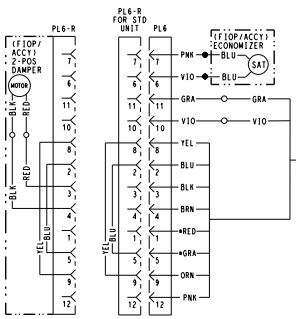 PL6-R
PL6-R
FOR STD
UNIT
PL6
(FIOP/
ACCY)
2-POS
DAMPER
MOTOR
BLK
RED
RED
BLK
YEL
BLU
7
6
11
10
8
2
3
4
1
5
9
12
YEL
BLU
7
6
11
10
8
2
3
4
1
5
9
12
7
6
11
10
8
2
3
4
1
5
9
12
(FIOP/ACCY)
ECONOMIZER
PNK
BLU
SAT
VIO
BLU
GRA
GRA
VIO
VIO
YEL
BLU
BLK
BRN
*RED
*GRA
ORN
PNK